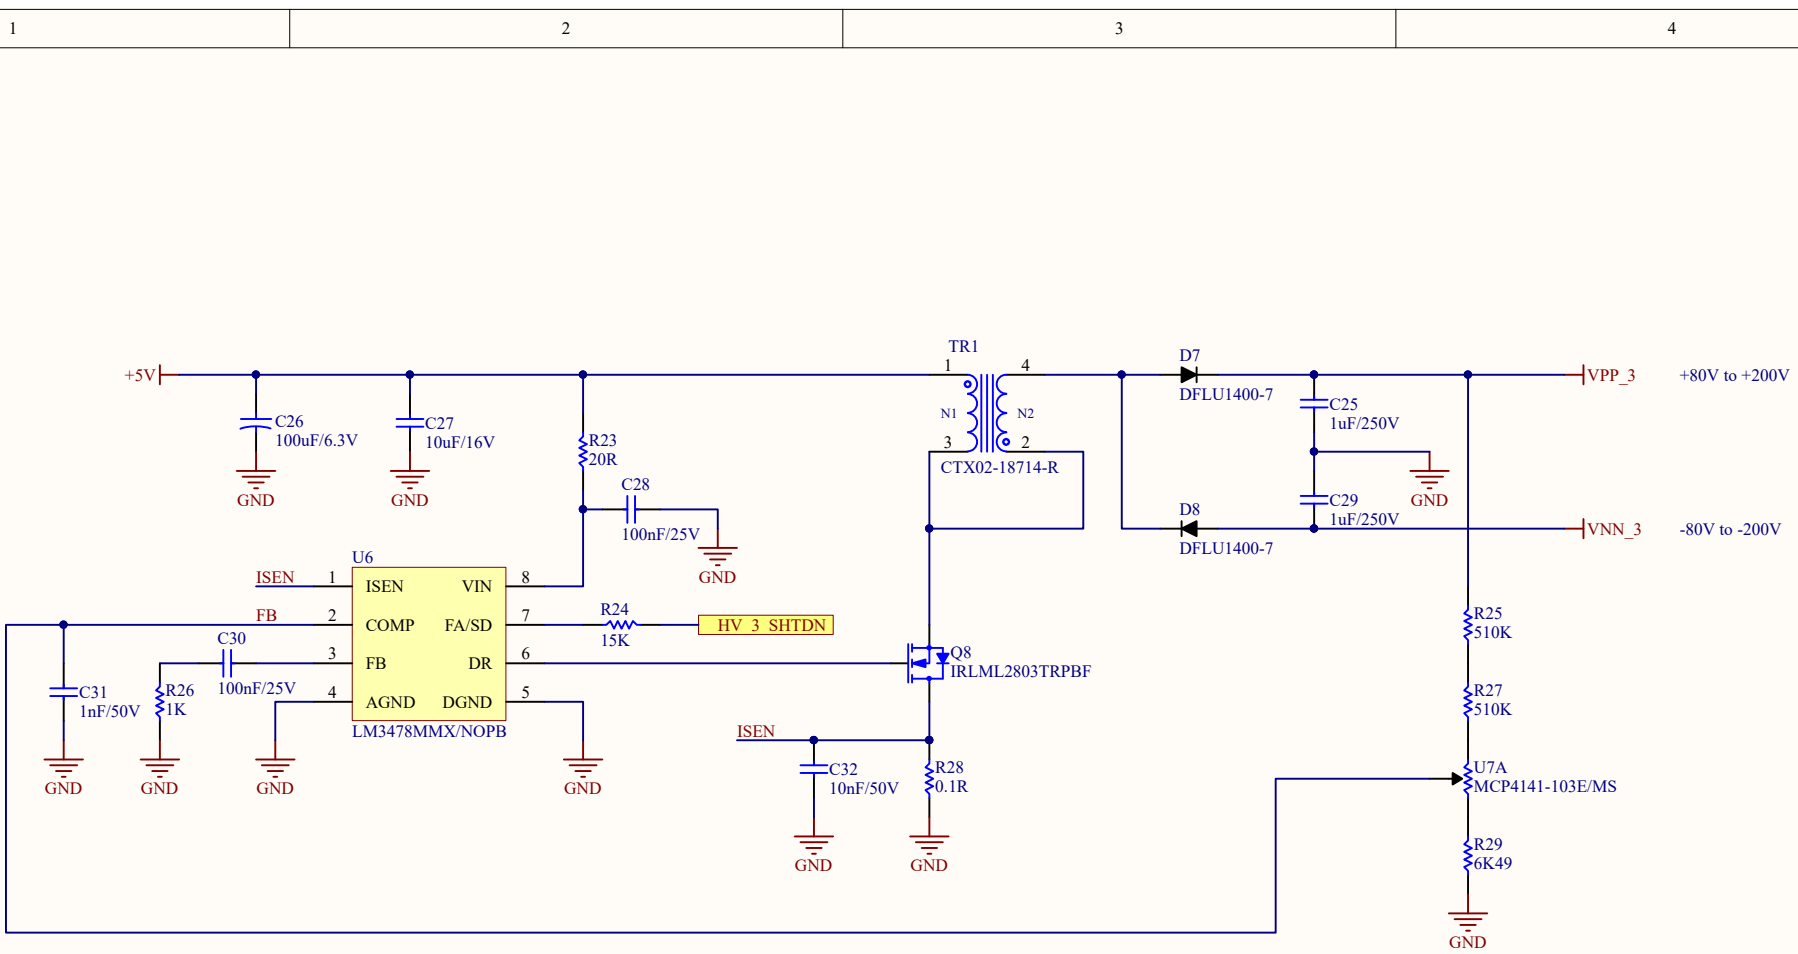 1
2
3
4
TR1
1
4
N1
N2
3
2
CTX02-18714-R
+5V
C26
100uF/6.3V
GND
C27
10uF/16V
GND
R23
20R
C28
100nF/25V
GND
D7
DFLU1400-7
C25
1uF/250V
GND
C29
1uF/250V
D8
DFLU1400-7
VPP_3
+80V to +200V
VNN_3
-80V to -200V
U6
ISEN
1
ISEN
VIN
8
FB
2
COMP
FA/SD
7
3
FB
DR
6
4
AGND
DGND
5
LM3478MMX/NOPB
R24
15K
HV_3_SHTDN
C30
100nF/25V
C31
1nF/50V
R26
1K
GND
GND
GND
GND
Q8
IRLML2803TRPBF
ISEN
C32
10nF/50V
R28
0.1R
GND
GND
R25
510K
R27
510K
U7A
MCP4141-103E/MS
R29
6K49
GND